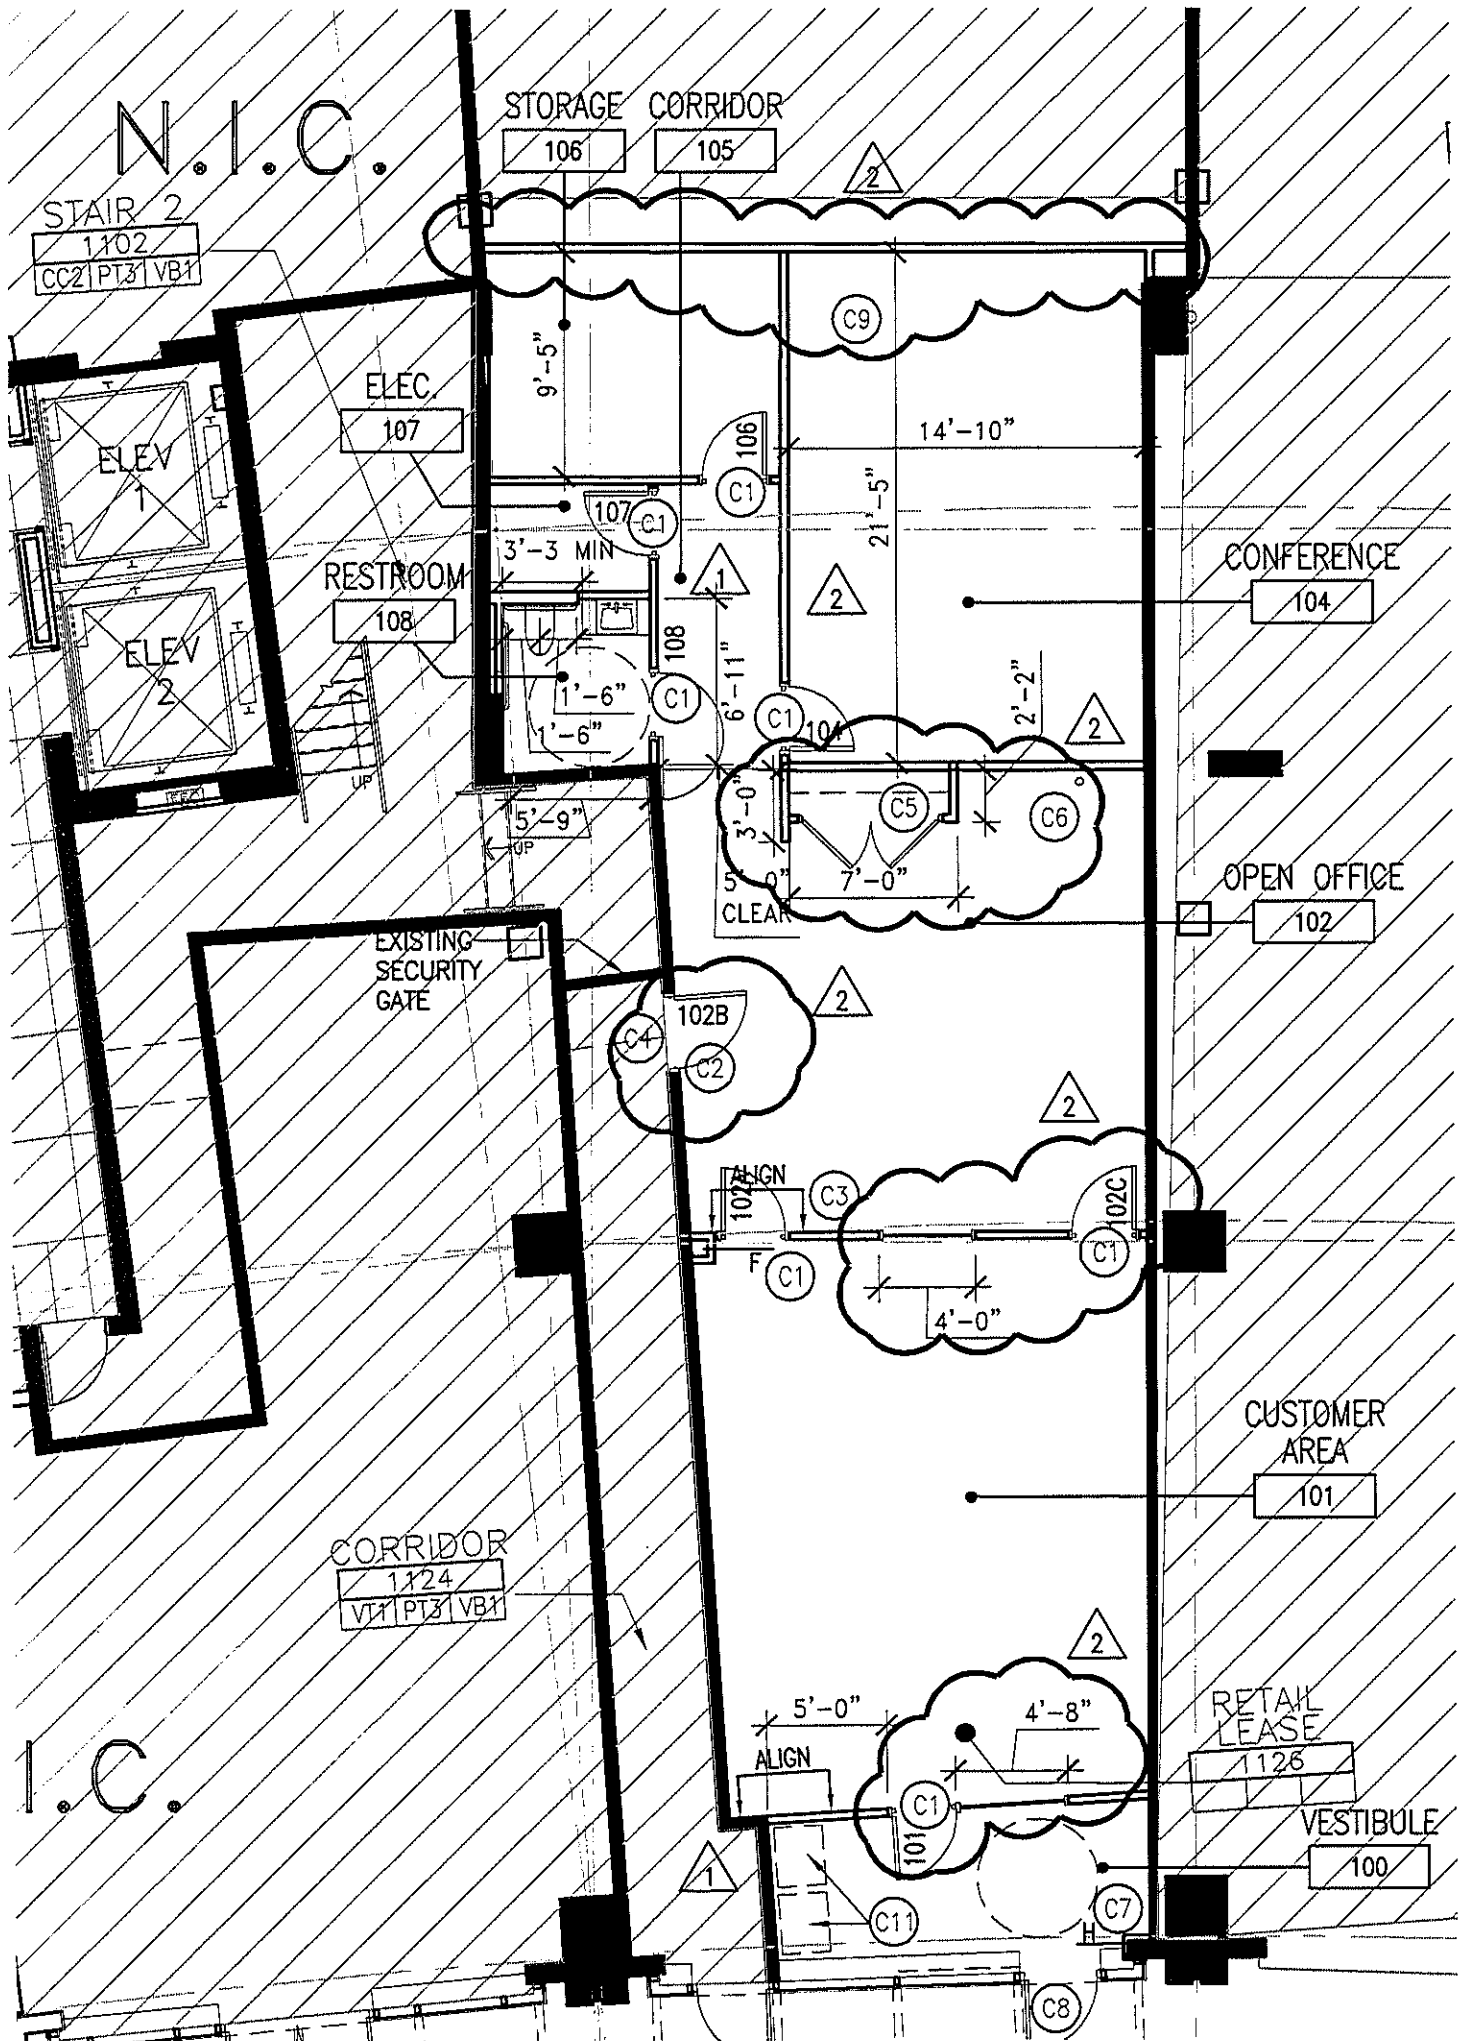 STORAGE CORRIDOR
106 105
N.I.C.
2
STAIR 2
1102
CC2 PT3 VB1
C9
9'-5"
ELEC.
107
106
14'-10"
ELEV
1
C1
21'-5"
107 C1
3'-3 MIN
1
CONFERENCE
104
RESTROOM
108
2
108
ELEV
2
1'-6"
C1
6'-11"
2'-2"
1'-6"
C1
104
2
UP
3'-0"
C5
C6
5'-9"
UP
5'-0"
CLEAR
7'-0"
OPEN OFFICE
102
EXISTING
SECURITY
GATE
2
102B
C4
C2
2
ALIGN
102A
C3
102C
F
C1
C1
4'-0"
CUSTOMER
AREA
101
CORRIDOR
1124
VT1 PT3 VB1
2
5'-0"
4'-8"
RETAIL
LEASE
1126
I.C.
ALIGN
C1
101
VESTIBULE
100
1
C11
C7
H
C8